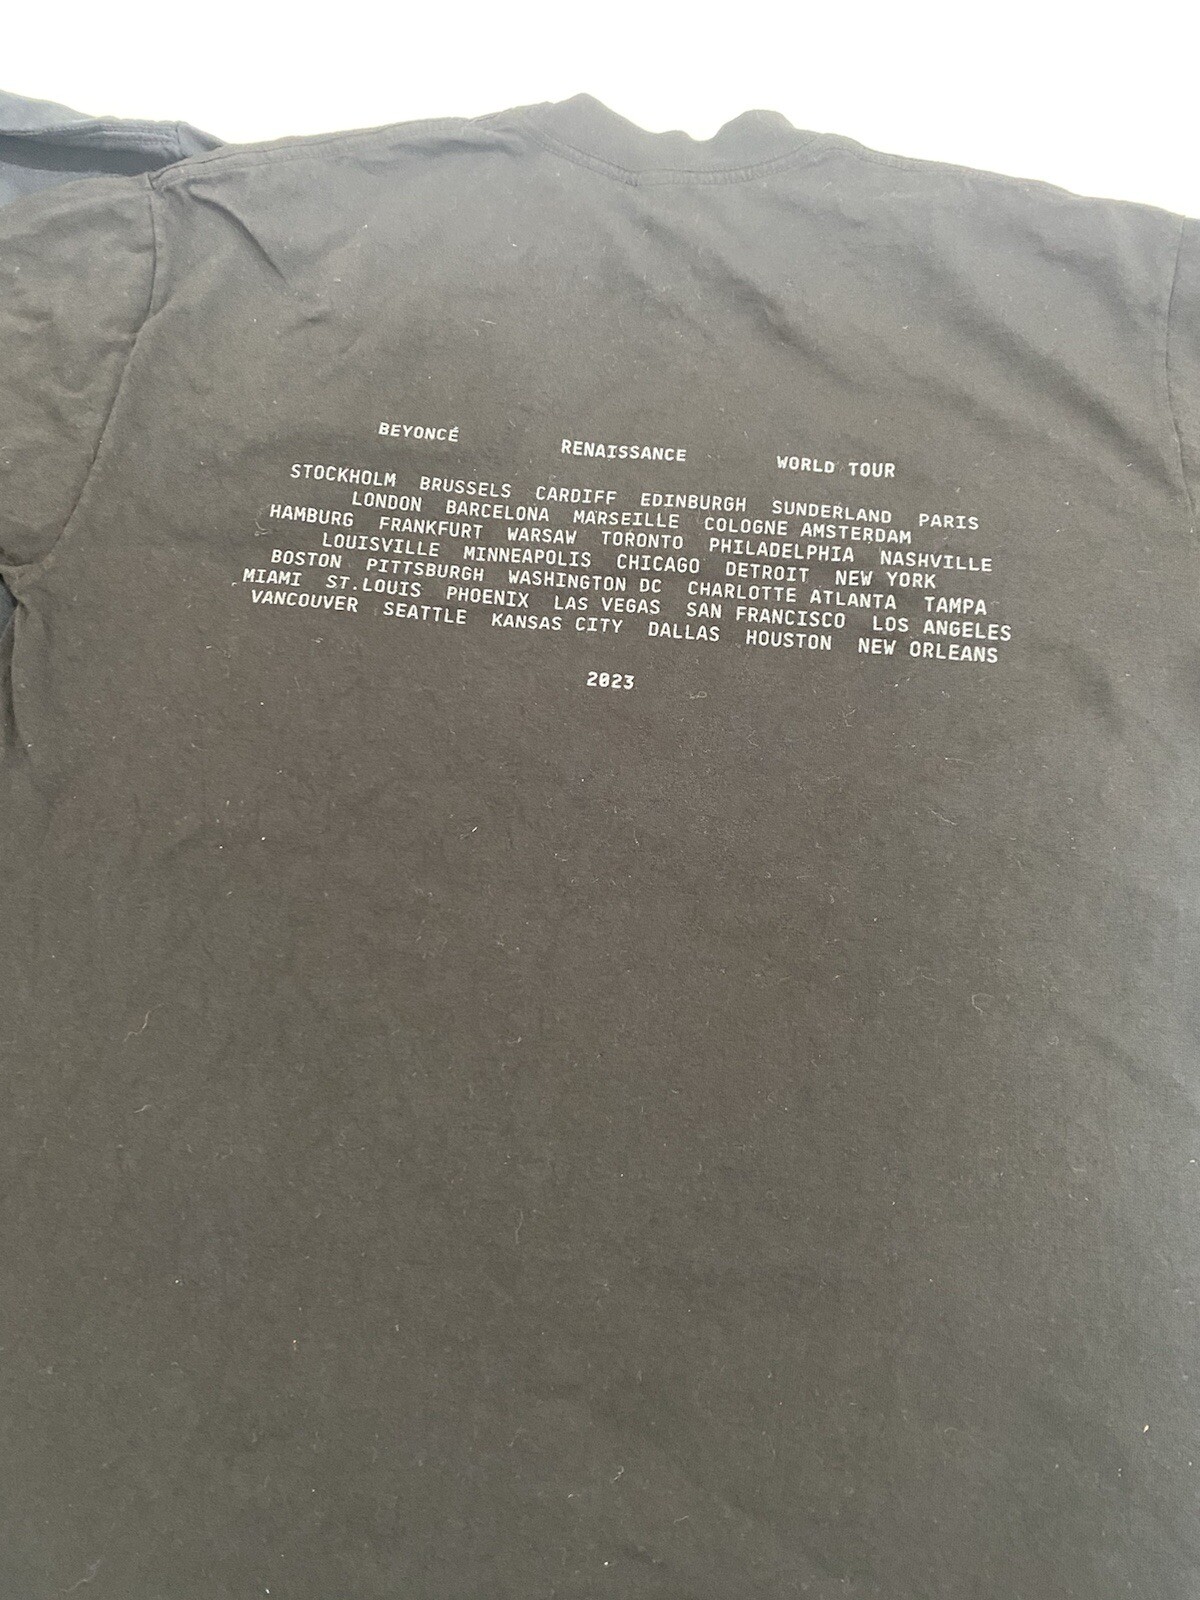 BEYONCÉ RENAISSANCE WORLD TOUR
STOCKHOLM BRUSSELS CARDIFF EDINBURGH SUNDERLAND PARIS
LONDON BARCELONA MARSEILLE COLOGNE AMSTERDAM
HAMBURG FRANKFURT WARSAW TORONTO PHILADELPHIA NASHVILLE
LOUISVILLE MINNEAPOLIS CHICAGO DETROIT NEW YORK
BOSTON PITTSBURGH WASHINGTON DC CHARLOTTE ATLANTA TAMPA
MIAMI ST.LOUIS PHOENIX LAS VEGAS SAN FRANCISCO LOS ANGELES
VANCOUVER SEATTLE KANSAS CITY DALLAS HOUSTON NEW ORLEANS
2023